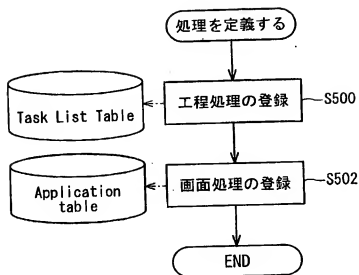 処理を定義する
Task List Table
工程処理の登録
S500
Application
table
画面処理の登録
S502
END